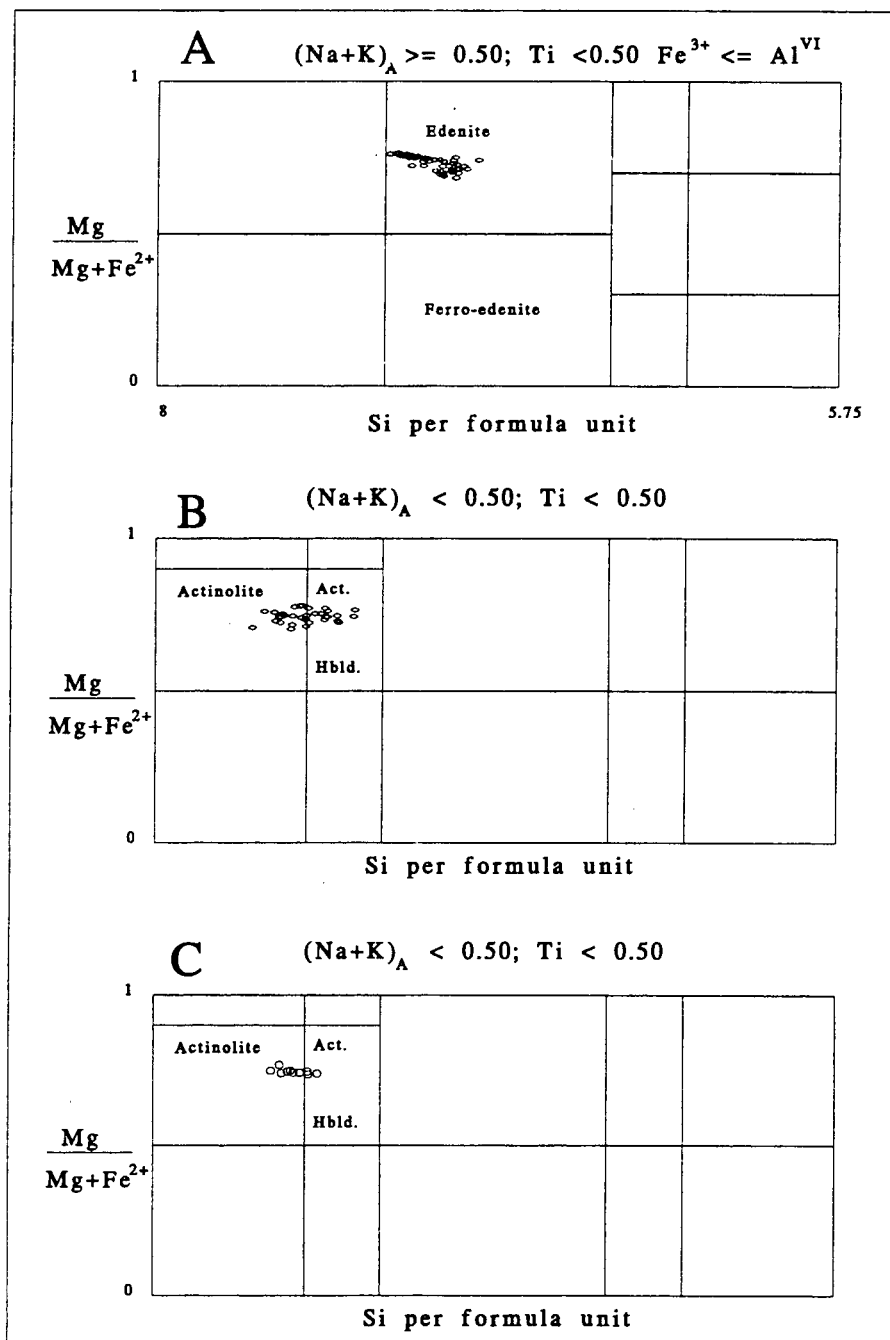 A
(Na+K)A >= 0.50; Ti <0.50 Fe3+ <= AlVI
1
Edenite
Mg
Mg+Fe2+
Ferro-edenite
0
8
5.75
Si per formula unit
B
(Na+K)A < 0.50; Ti < 0.50
1
Actinolite
Act.
Hbld.
Mg
Mg+Fe2+
0
Si per formula unit
C
(Na+K)A < 0.50; Ti < 0.50
1
Actinolite
Act.
Hbld.
Mg
Mg+Fe2+
0
Si per formula unit